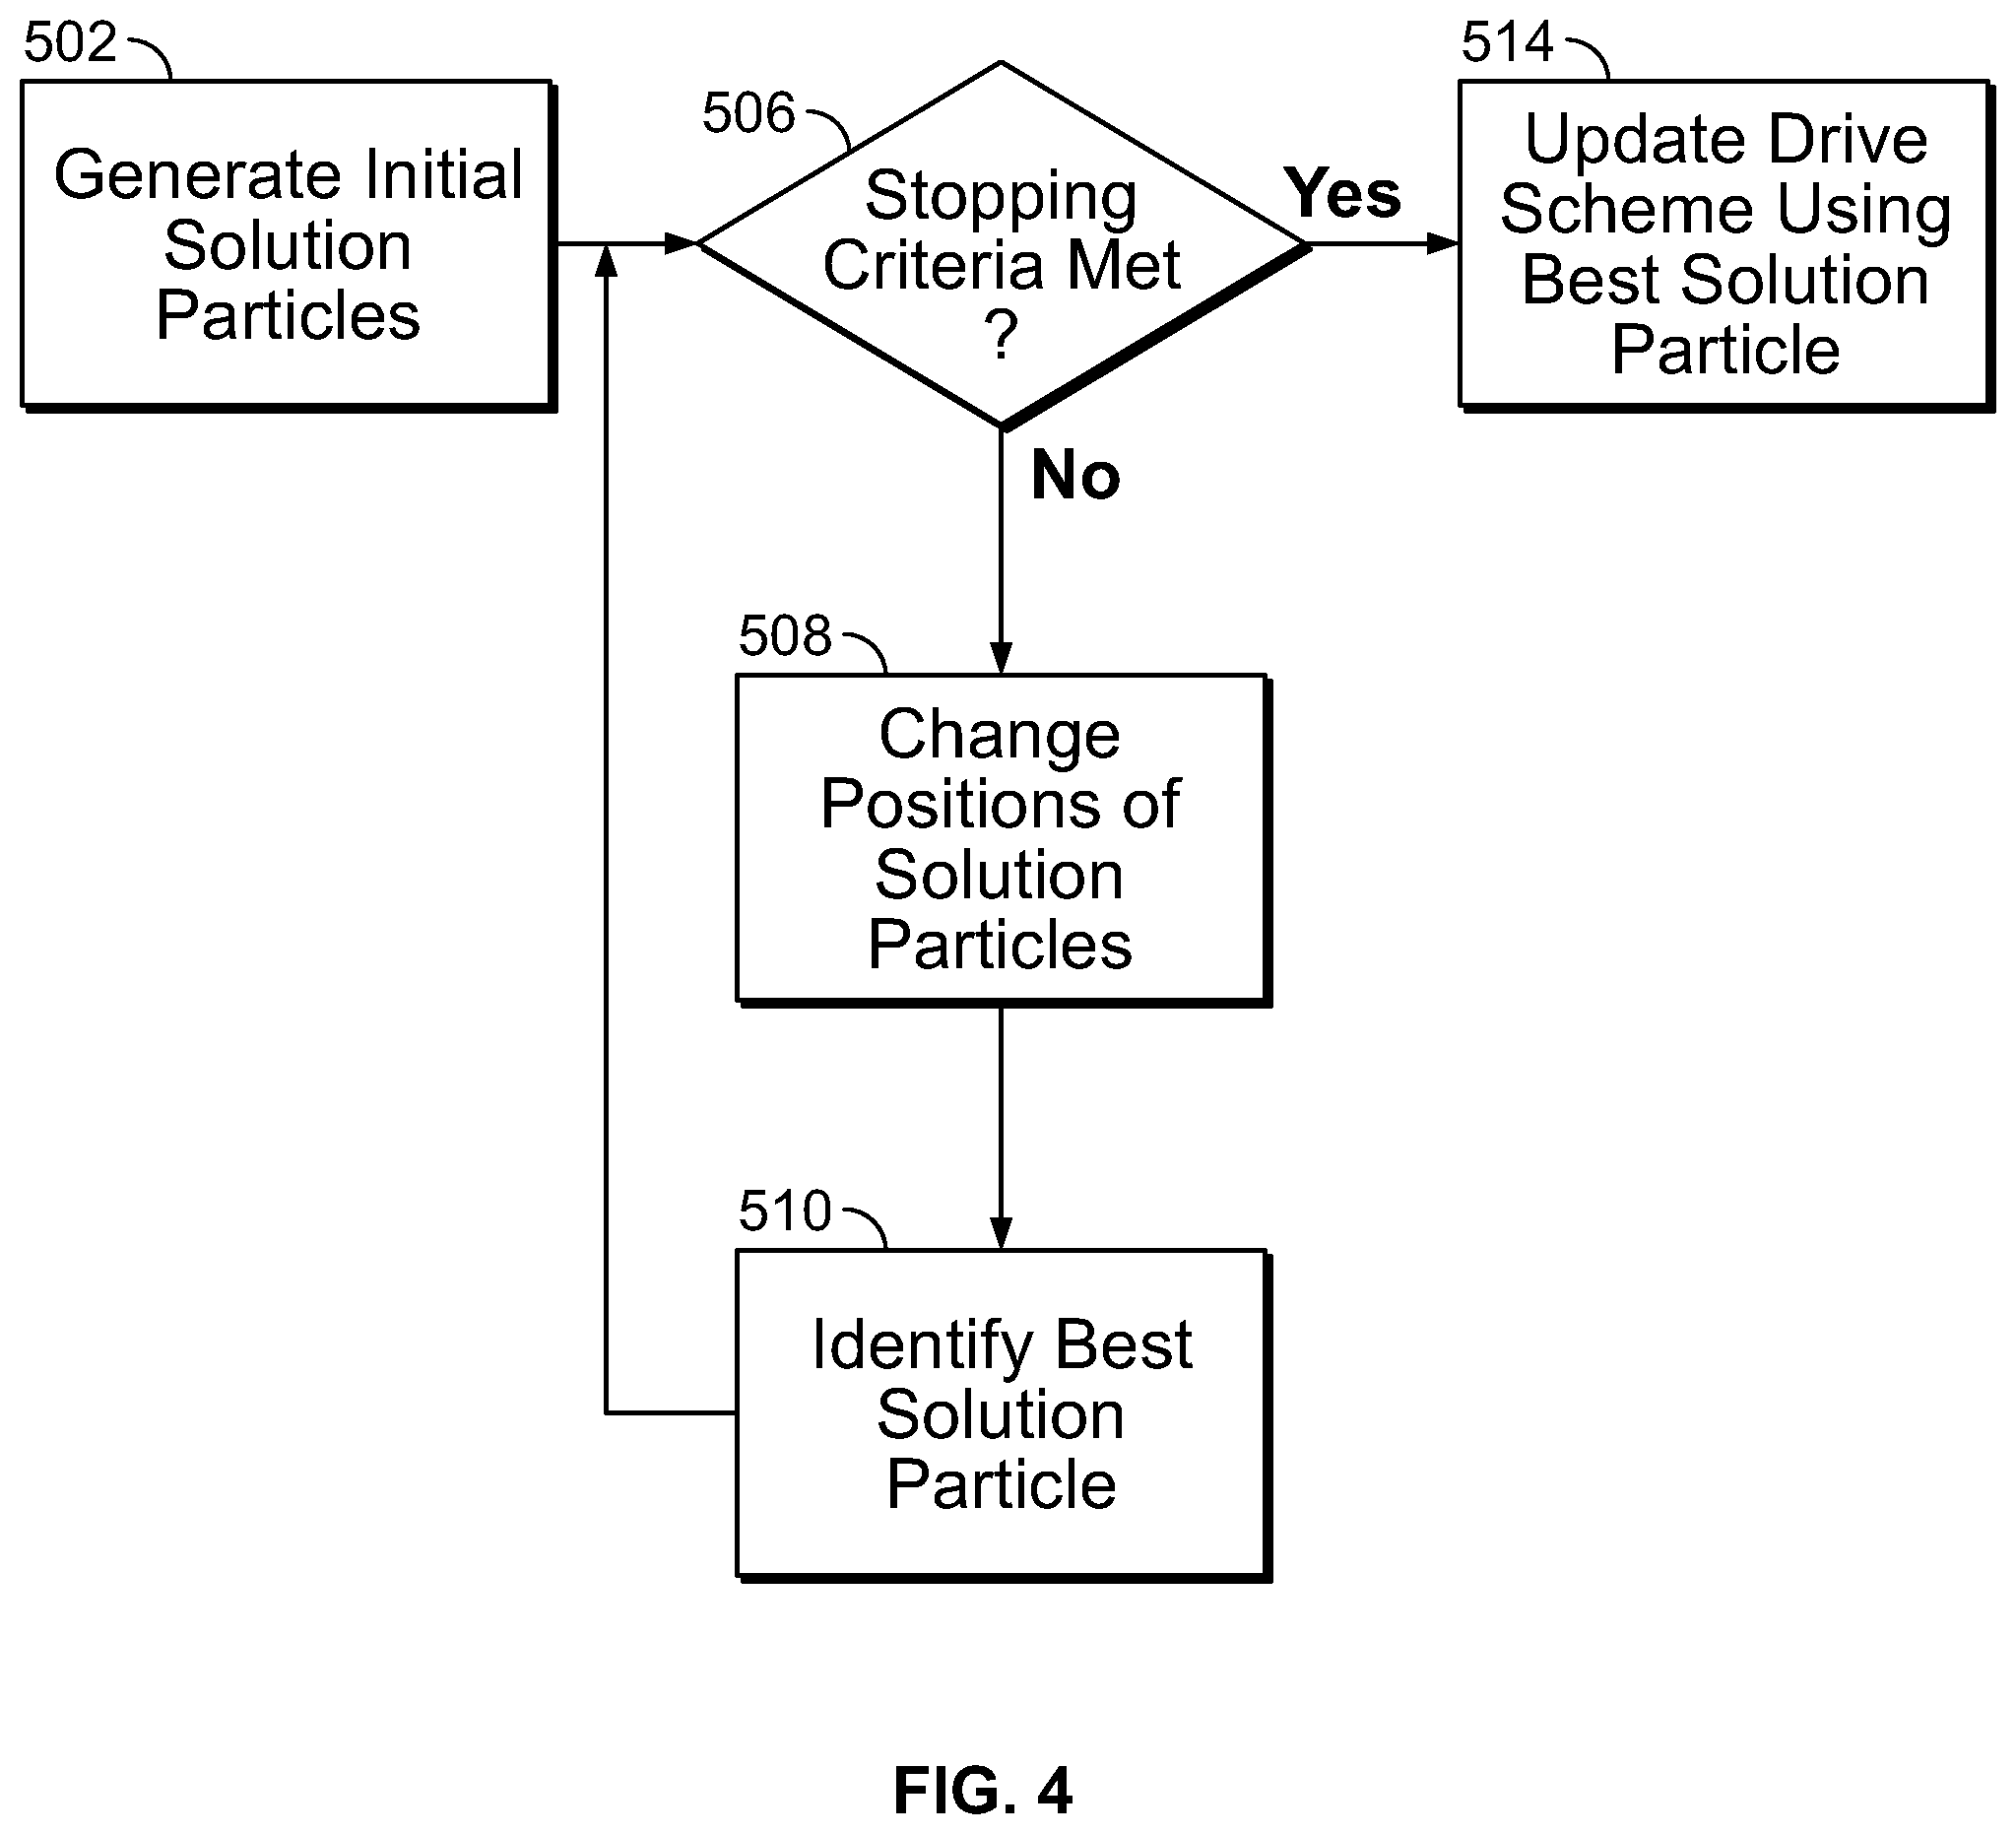 502
Generate Initial
Solution
Particles
506
Stopping
Criteria Met
?
Yes
No
514
Update Drive
Scheme Using
Best Solution
Particle
508
Change
Positions of
Solution
Particles
510
Identify Best
Solution
Particle
FIG. 4